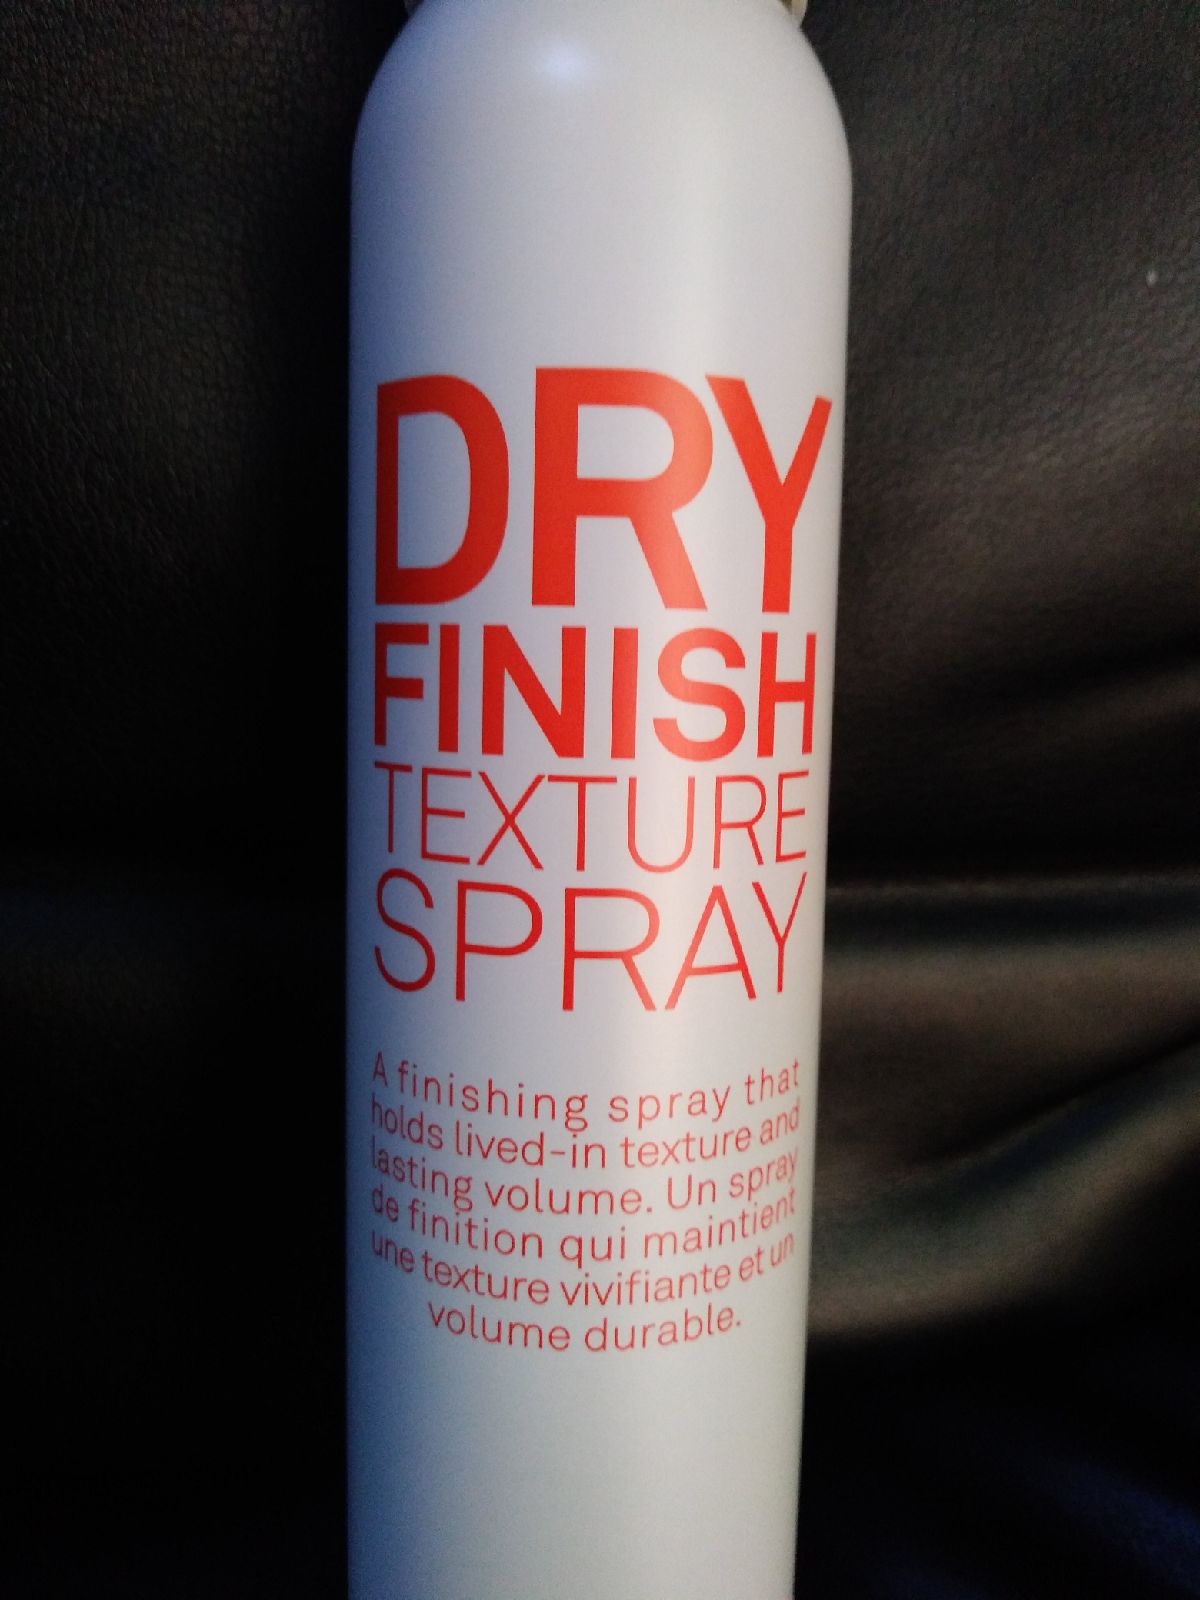 DRY
FINISH
TEXTURE
SPRAY
A finishing spray that
holds lived-in texture and
lasting volume. Un spray
de finition qui maintient
une texture vivifiante et un
volume durable.